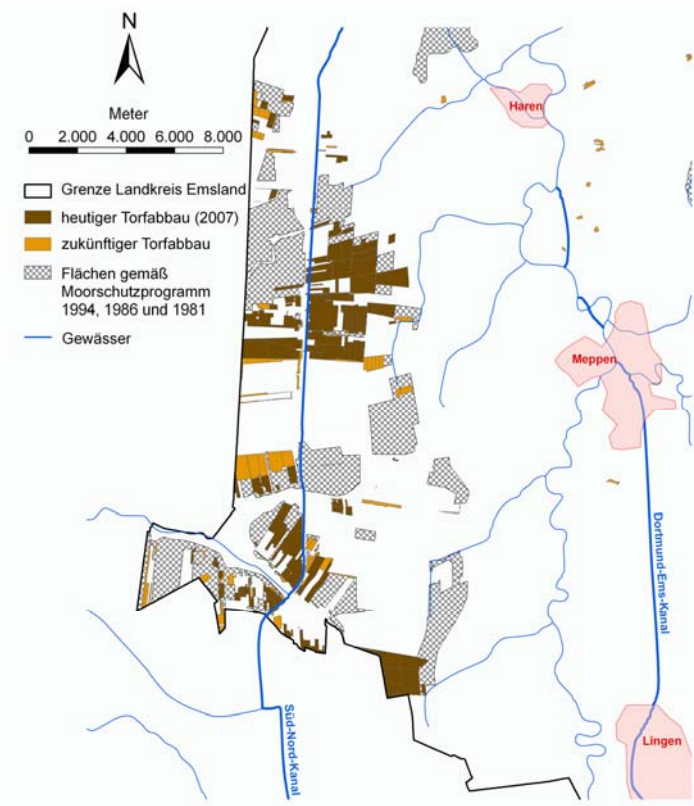 N
Meter
0 2.000 4.000 6.000 8.000
Grenze Landkreis Emsland
heutiger Torfabbau (2007)
zukünftiger Torfabbau
Flächen gemäß
Moorschutzprogramm
1994, 1986 und 1981
Gewässer
Haren
Meppen
Dortmund-Ems-Kanal
Süd-Nord-Kanal
Lingen